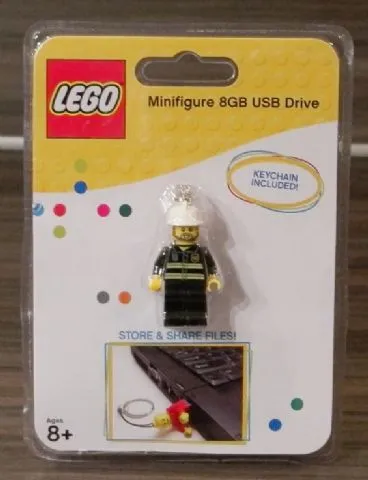 LEGO
Minifigure 8GB USB Drive
KEYCHAIN
INCLUDED!
STORE & SHARE FILES!
Ages
8+